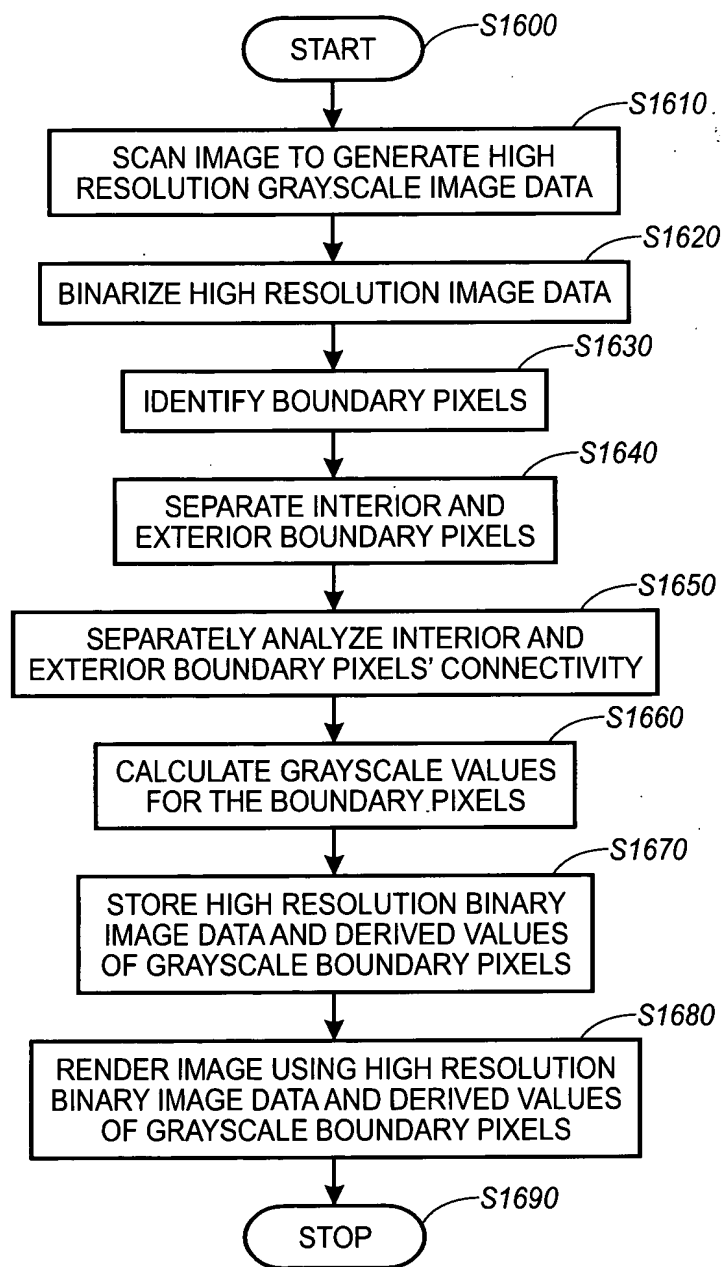 START
S1600
S1610
SCAN IMAGE TO GENERATE HIGH
RESOLUTION GRAYSCALE IMAGE DATA
S1620
BINARIZE HIGH RESOLUTION IMAGE DATA
S1630
IDENTIFY BOUNDARY PIXELS
S1640
SEPARATE INTERIOR AND
EXTERIOR BOUNDARY PIXELS
S1650
SEPARATELY ANALYZE INTERIOR AND
EXTERIOR BOUNDARY PIXELS' CONNECTIVITY
S1660
CALCULATE GRAYSCALE VALUES
FOR THE BOUNDARY PIXELS
S1670
STORE HIGH RESOLUTION BINARY
IMAGE DATA AND DERIVED VALUES
OF GRAYSCALE BOUNDARY PIXELS
S1680
RENDER IMAGE USING HIGH RESOLUTION
BINARY IMAGE DATA AND DERIVED VALUES
OF GRAYSCALE BOUNDARY PIXELS
S1690
STOP